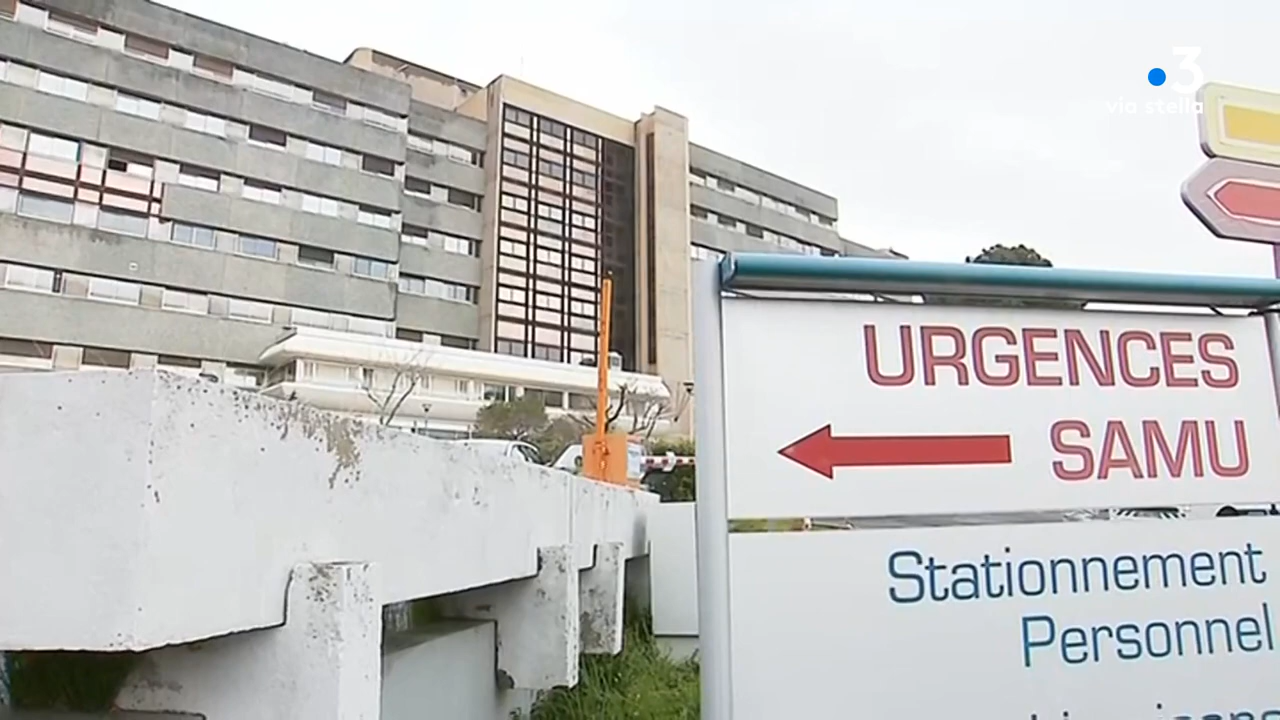 3
via stella
URGENCES
SAMU
Stationnement
Personnel